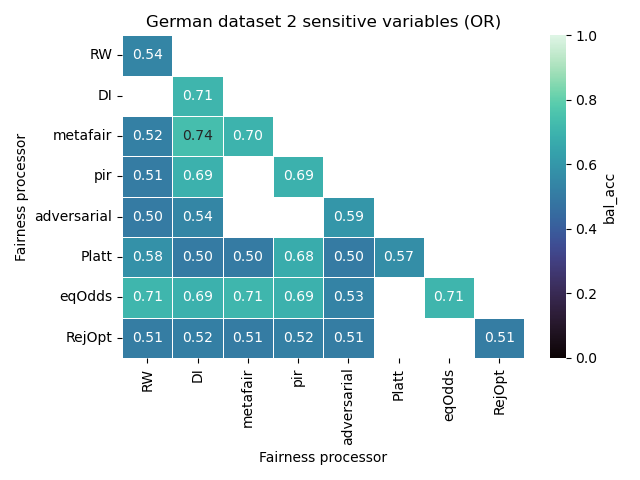 German dataset 2 sensitive variables (OR)
RW 0.54
DI 0.71
metafair 0.52 0.74 0.70
pir 0.51 0.69 0.69
adversarial 0.50 0.54 0.59
Platt 0.58 0.50 0.50 0.68 0.50 0.57
eqOdds 0.71 0.69 0.71 0.69 0.53 0.71
RejOpt 0.51 0.52 0.51 0.52 0.51 0.51
RW DI metafair pir adversarial Platt eqOdds RejOpt
Fairness processor
Fairness processor
1.0
0.8
0.6
0.4
0.2
0.0
bal_acc